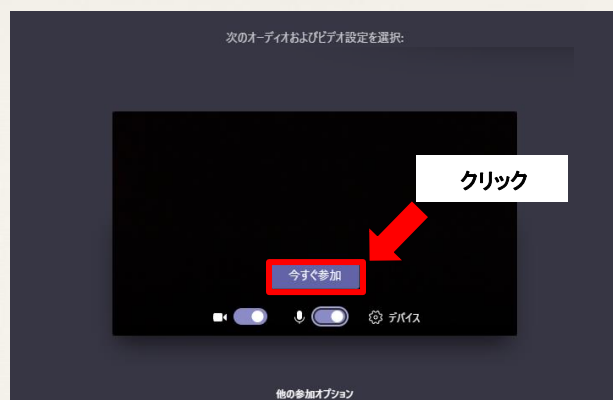 次のオーディオおよびビデオ設定を選択:
クリック
今すぐ参加
デバイス
他の参加オプション